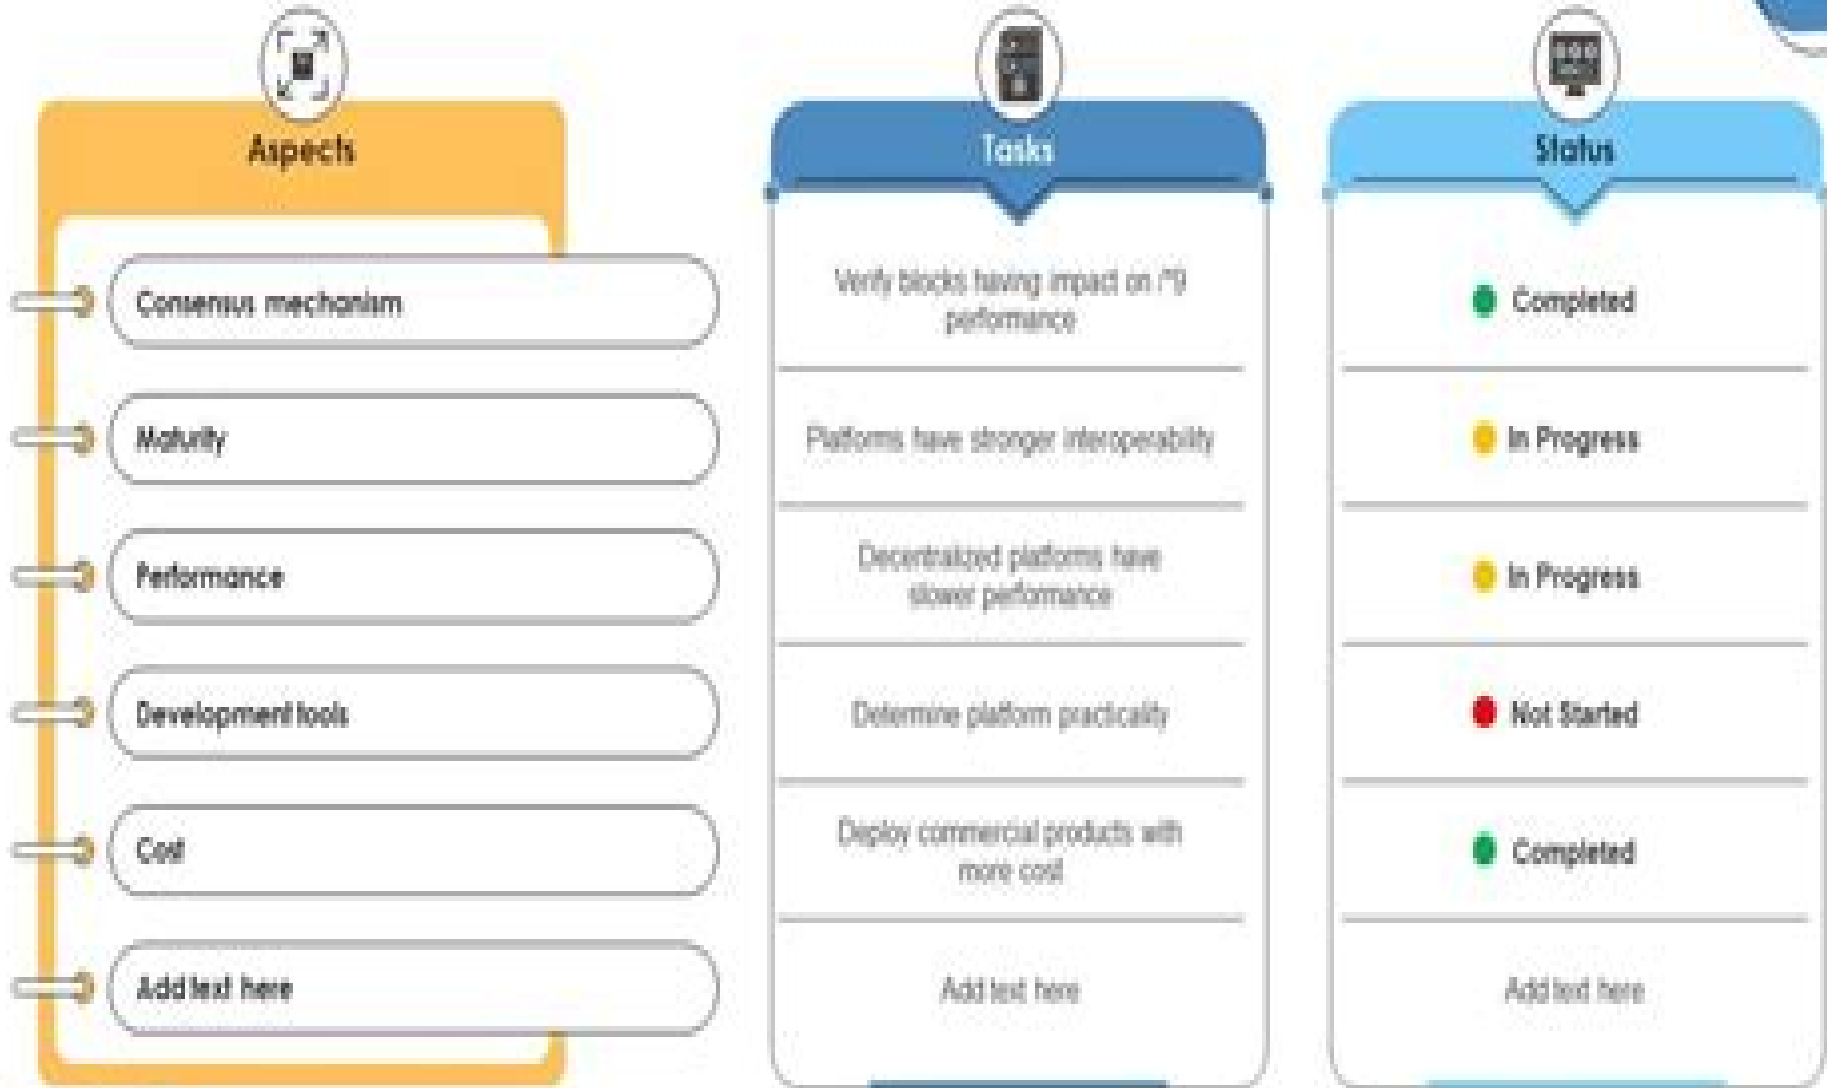 Aspects
Tasks
Status
Consensus mechanism
Verify blocks having impact on
performance
Completed
Maturity
Platforms have stronger interoperability
In Progress
Performance
Decentralized platforms have
slower performance
In Progress
Development tools
Determine platform practicality
Not Started
Cost
Deploy commercial products with
more cost
Completed
Add text here
Add text here
Add text here